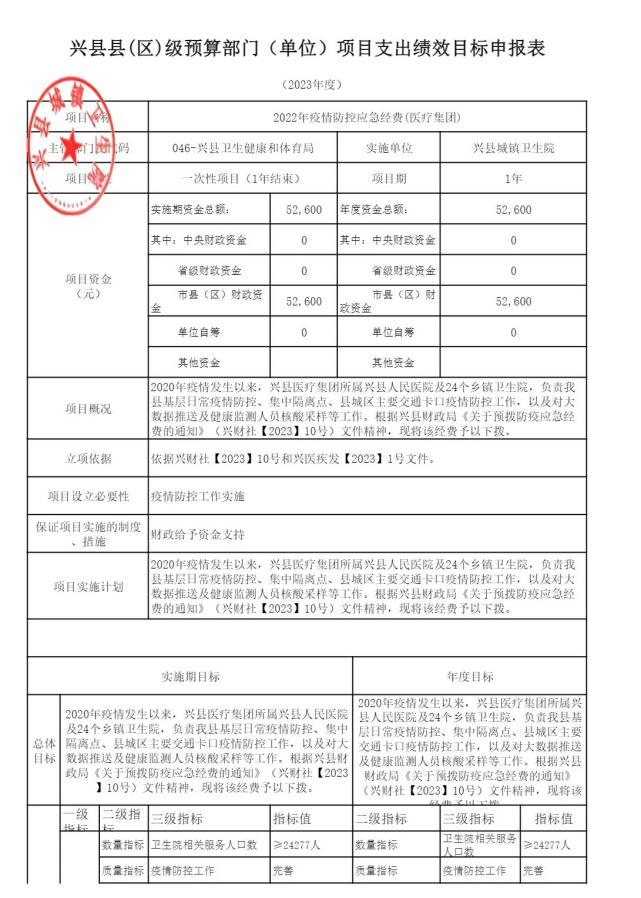 兴县县(区)级预算部门（单位）项目支出绩效目标申报表
（2023年度）
项目名称 2022年疫情防控应急经费(医疗集团)
主管部门及代码 046-兴县卫生健康和体育局 实施单位 兴县城镇卫生院
项目属性 一次性项目（1年结束） 项目期 1年
项目资金
（元）
实施期资金总额： 52,600 年度资金总额： 52,600
其中：中央财政资金 0 其中：中央财政资金 0
省级财政资金 0 省级财政资金 0
市县（区）财政资
金 52,600 市县（区）财
政资金 52,600
单位自筹 0 单位自筹 0
其他资金 其他资金
项目概况
2020年疫情发生以来，兴县医疗集团所属兴县人民医院及24个乡镇卫生院，负责我
县基层日常疫情防控、集中隔离点、县城区主要交通卡口疫情防控工作，以及对大
数据推送及健康监测人员核酸采样等工作。根据兴县财政局《关于预拨防疫应急经
费的通知》（兴财社【2023】10号）文件精神，现将该经费予以下拨。
立项依据 依据兴财社【2023】10号和兴医疾发【2023】1号文件。
项目设立必要性 疫情防控工作实施
保证项目实施的制度
、措施
财政给予资金支持
项目实施计划
2020年疫情发生以来，兴县医疗集团所属兴县人民医院及24个乡镇卫生院，负责我
县基层日常疫情防控、集中隔离点、县城区主要交通卡口疫情防控工作，以及对大
数据推送及健康监测人员核酸采样等工作。根据兴县财政局《关于预拨防疫应急经
费的通知》（兴财社【2023】10号）文件精神，现将该经费予以下拨。
实施期目标 年度目标
总体
目标
2020年疫情发生以来，兴县医疗集团所属兴县人民医院
及24个乡镇卫生院，负责我县基层日常疫情防控、集中
隔离点、县城区主要交通卡口疫情防控工作，以及对大
数据推送及健康监测人员核酸采样等工作。根据兴县财
政局《关于预拨防疫应急经费的通知》（兴财社【2023
】10号）文件精神，现将该经费予以下拨。
2020年疫情发生以来，兴县医疗集团所属兴
县人民医院及24个乡镇卫生院，负责我县基
层日常疫情防控、集中隔离点、县城区主要
交通卡口疫情防控工作，以及对大数据推送
及健康监测人员核酸采样等工作。根据兴县
财政局《关于预拨防疫应急经费的通知》
（兴财社【2023】10号）文件精神，现将该
经费予以下拨。
一级
指标 二级指
标 三级指标 指标值 二级指标 三级指标 指标值
数量指标 卫生院相关服务人口数 ≥24277人 数量指标 卫生院相关服务
人口数 ≥24277人
质量指标 疫情防控工作 完善 质量指标 疫情防控工作 完善
兴县城镇卫生院